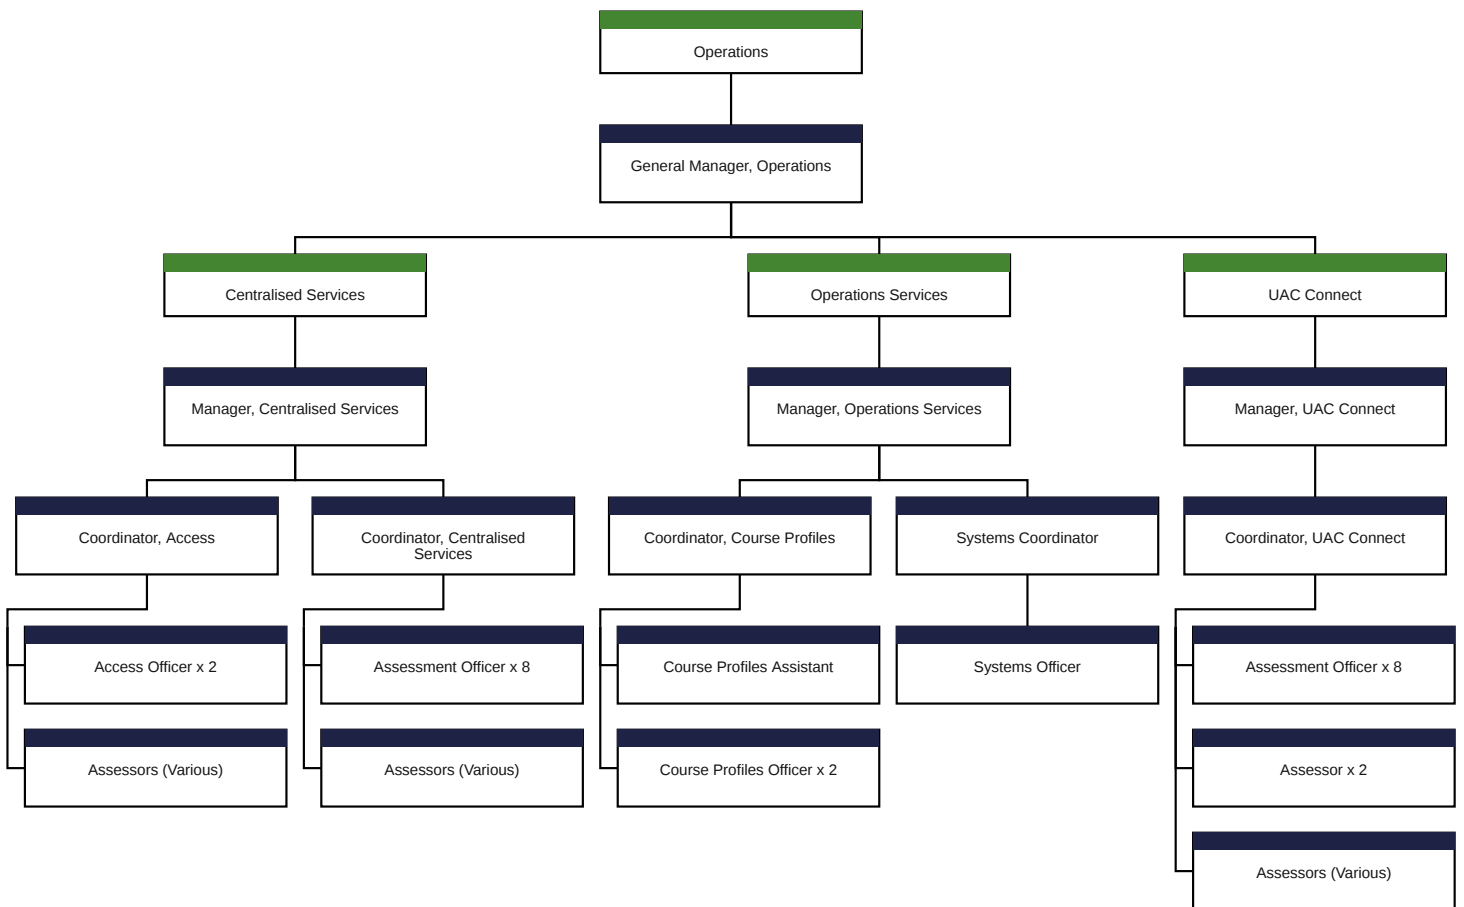 Operations
General Manager, Operations
Centralised Services
Operations Services
UAC Connect
Manager, Centralised Services
Manager, Operations Services
Manager, UAC Connect
Coordinator, Access
Coordinator, Centralised
Services
Coordinator, Course Profiles
Systems Coordinator
Coordinator, UAC Connect
Access Officer x 2
Assessment Officer x 8
Course Profiles Assistant
Systems Officer
Assessment Officer x 8
Assessors (Various)
Assessors (Various)
Course Profiles Officer x 2
Assessor x 2
Assessors (Various)